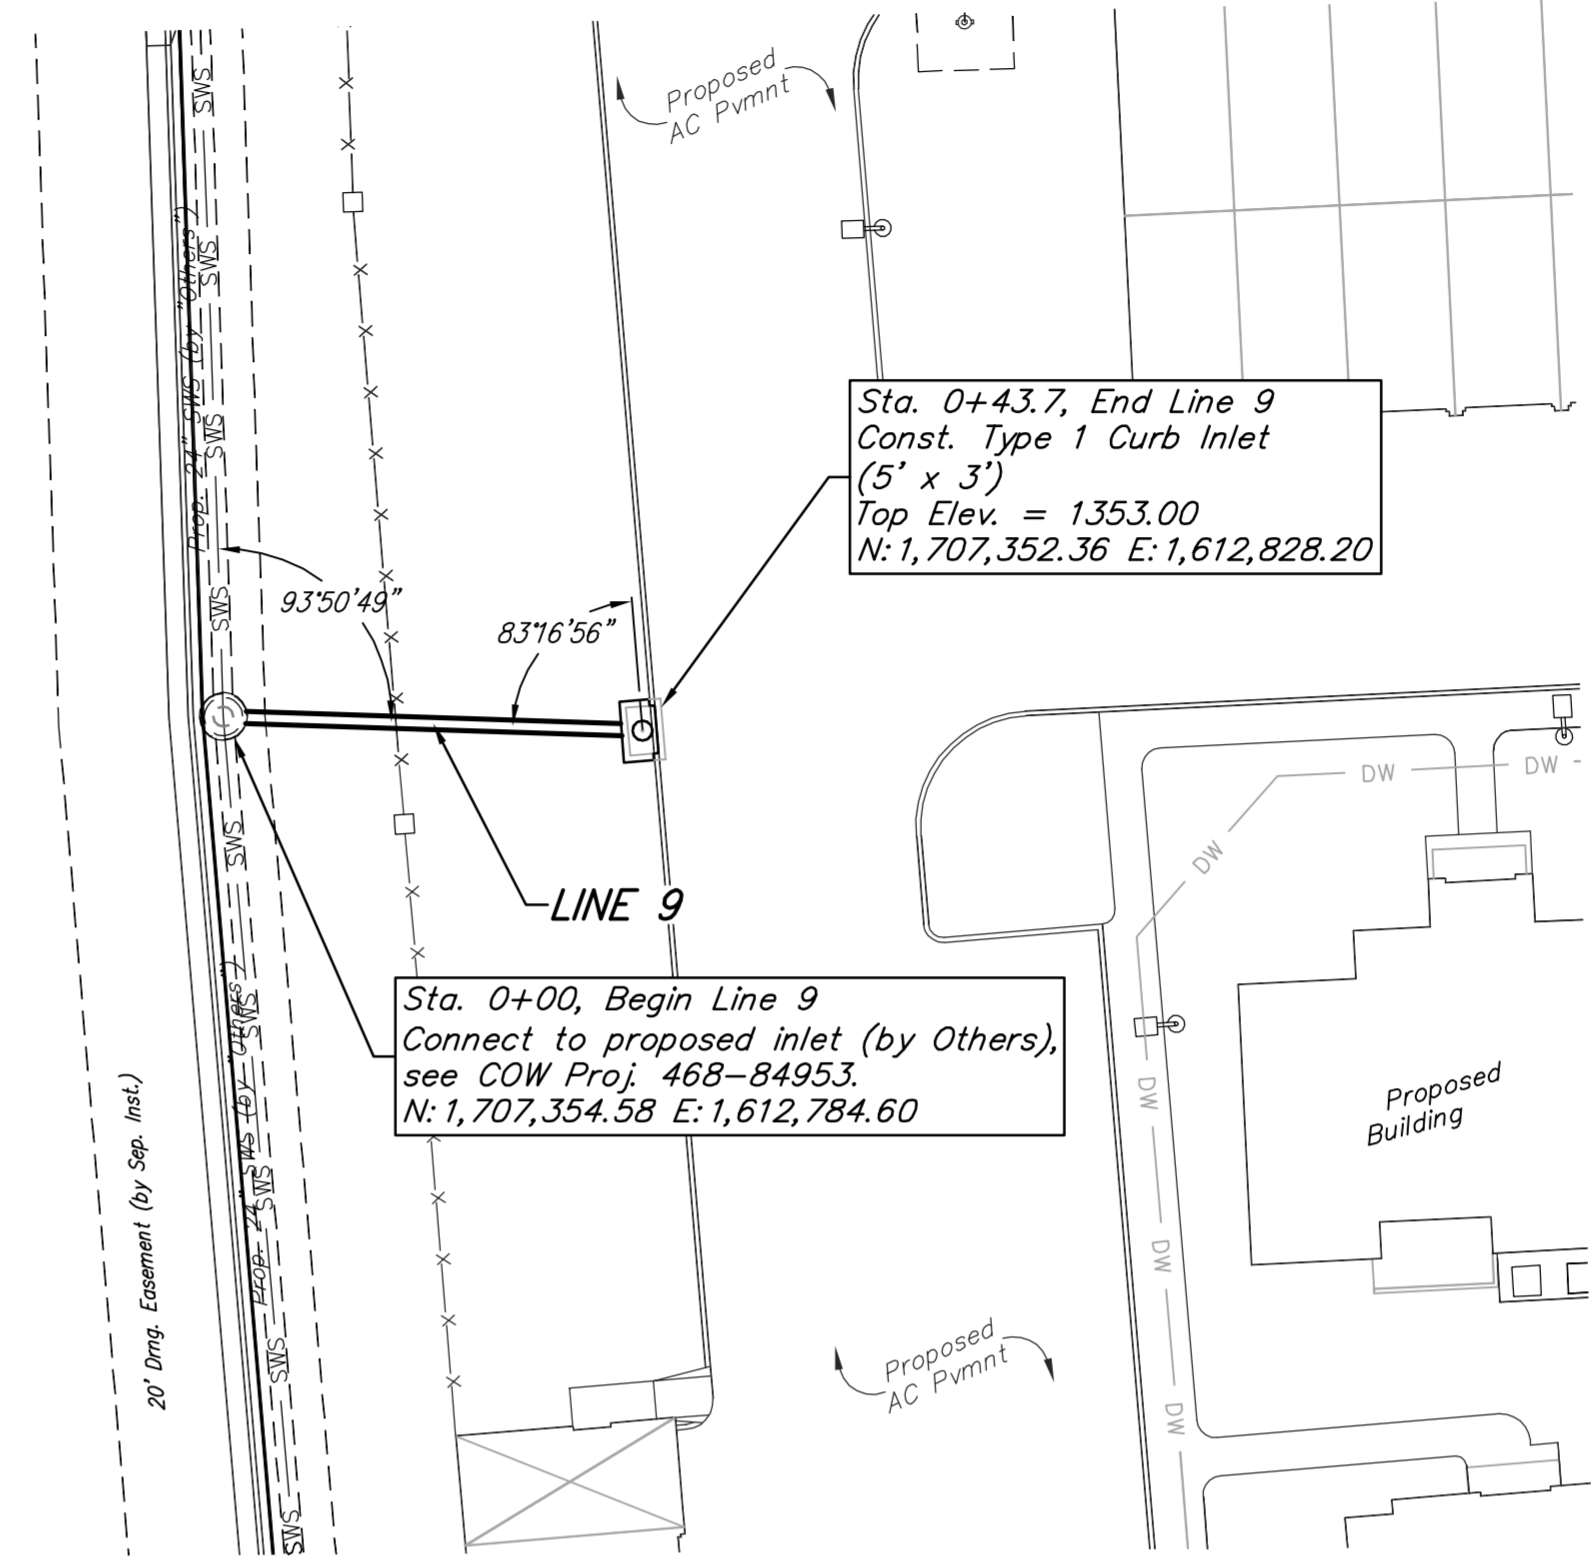 Proposed
AC Pvmnt
SWS
SWS
SWS
SWS
Prop. 24" SWS (by "Others")
Sta. 0+43.7, End Line 9
Const. Type 1 Curb Inlet
(5' x 3')
Top Elev. = 1353.00
N: 1,707,352.36 E: 1,612,828.20
93°50'49"
83°16'56"
DW
DW
DW
SWS
LINE 9
Sta. 0+00, Begin Line 9
Connect to proposed inlet (by Others),
see COW Proj. 468-84953.
N: 1,707,354.58 E: 1,612,784.60
SWS
Prop. 24" SWS (by "Others")
SWS
20' Drng. Easement (by Sep. Inst.)
Proposed
Building
DW
DW
DW
SWS
Proposed
AC Pvmnt
SWS